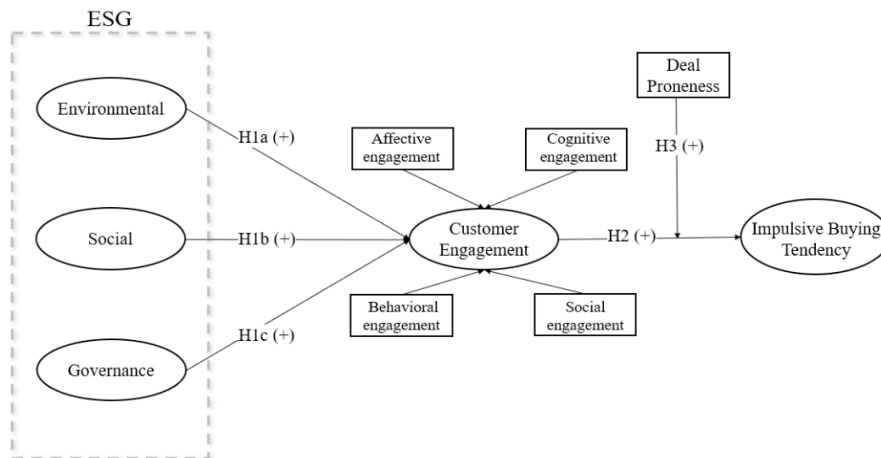 ESG
Environmental
Social
Governance
H1a (+)
H1b (+)
H1c (+)
Affective
engagement
Cognitive
engagement
Customer
Engagement
Behavioral
engagement
Social
engagement
Deal
Proneness
H3 (+)
H2 (+)
Impulsive Buying
Tendency